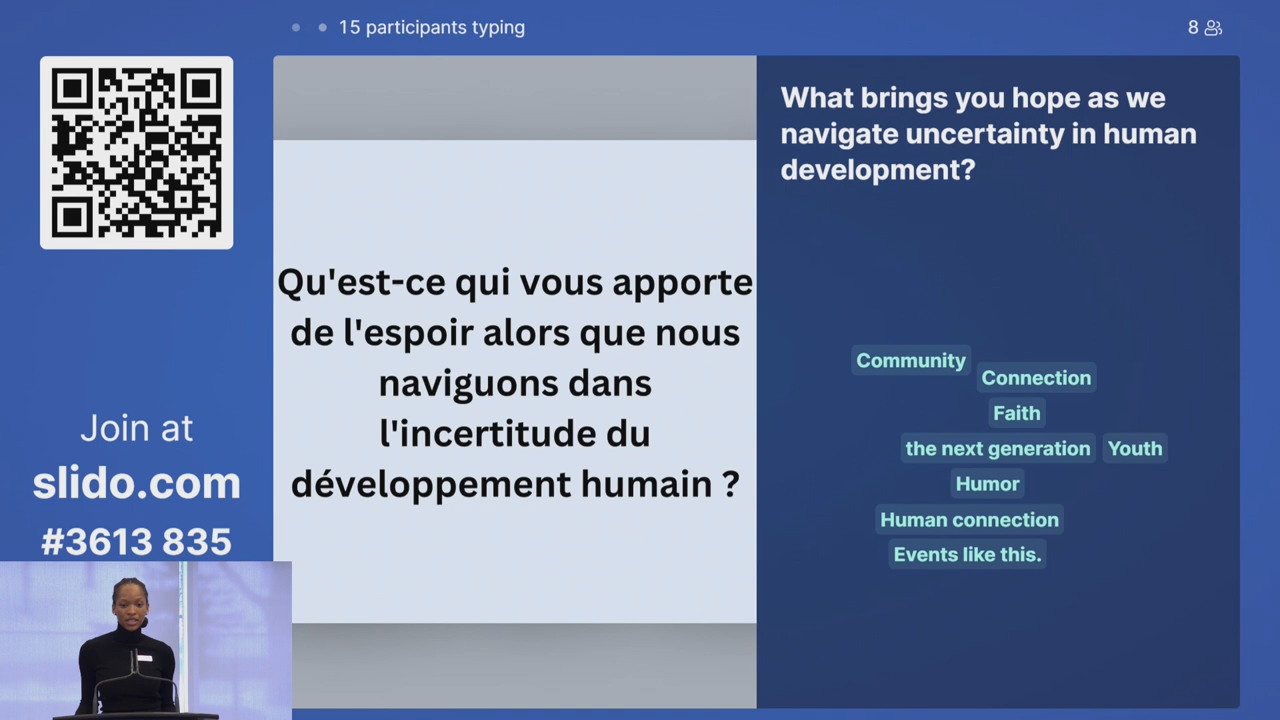 15 participants typing
8
Join at
slido.com
#3613 835
Qu'est-ce qui vous apporte
de l'espoir alors que nous
naviguons dans
l'incertitude du
développement humain ?
What brings you hope as we
navigate uncertainty in human
development?
Community
Connection
Faith
the next generation
Youth
Humor
Human connection
Events like this.